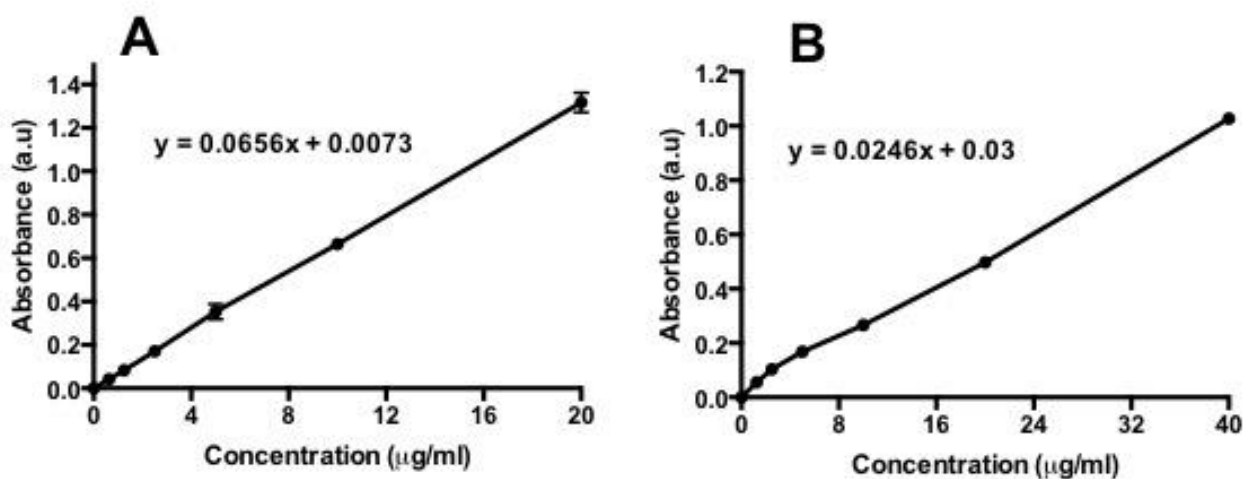 A
y = 0.0656x + 0.0073
Absorbance (a.u)
1.4
1.2
1.0
0.8
0.6
0.4
0.2
0.0
0 4 8 12 16 20
Concentration (μg/ml)
B
y = 0.0246x + 0.03
Absorbance (a.u)
1.2
1.0
0.8
0.6
0.4
0.2
0.0
0 8 16 24 32 40
Concentration (μg/ml)